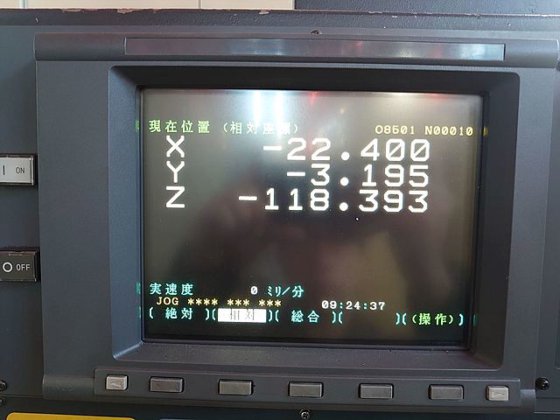 現在位置 (相対座標) O8501 N00010
X -22.400
Y -3.195
Z -118.393
実速度 0 ミリ/分
JOG **** *** ***
09:24:37
( 絶対 )( 相対 )( 総合 )( )((操作) )
ON
OFF